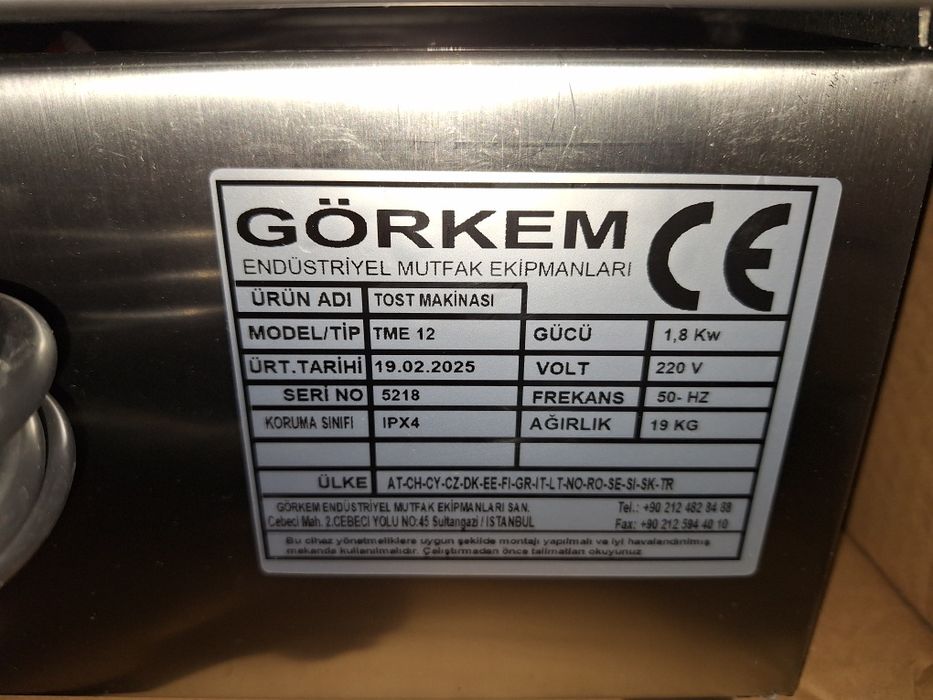 GÖRKEM
CE
ENDÜSTRİYEL MUTFAK EKİPMANLARI
ÜRÜN ADI TOST MAKİNASI
MODEL/TİP TME 12 GÜCÜ 1,8 Kw
ÜRT.TARİHİ 19.02.2025 VOLT 220 V
SERİ NO 5218 FREKANS 50- HZ
KORUMA SINIFI IPX4 AĞIRLIK 19 KG
ÜLKE AT-CH-CY-CZ-DK-EE-FI-GR-IT-LT-NO-RO-SE-SI-SK-TR
GÖRKEM ENDÜSTRİYEL MUTFAK EKİPMANLARI SAN. Tel.: +90 212 482 84 88
Cebeci Mah. 2.CEBECİ YOLU NO:45 Sultangazi / İSTANBUL Fax: +90 212 594 40 10
Bu cihaz yönetmeliklere uygun şekilde montajı yapılmalı ve iyi havalandırılmış
mekanda kullanılmalıdır. Çalıştırmadan önce talimatları okuyunuz